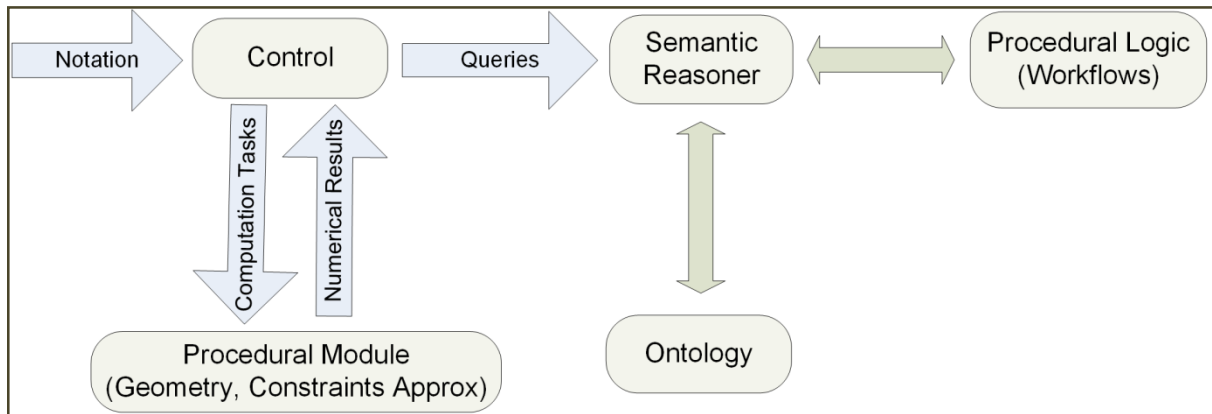 Notation
Control
Queries
Semantic
Reasoner
Procedural Logic
(Workflows)
Computation Tasks
Numerical Results
Procedural Module
(Geometry, Constraints Approx)
Ontology